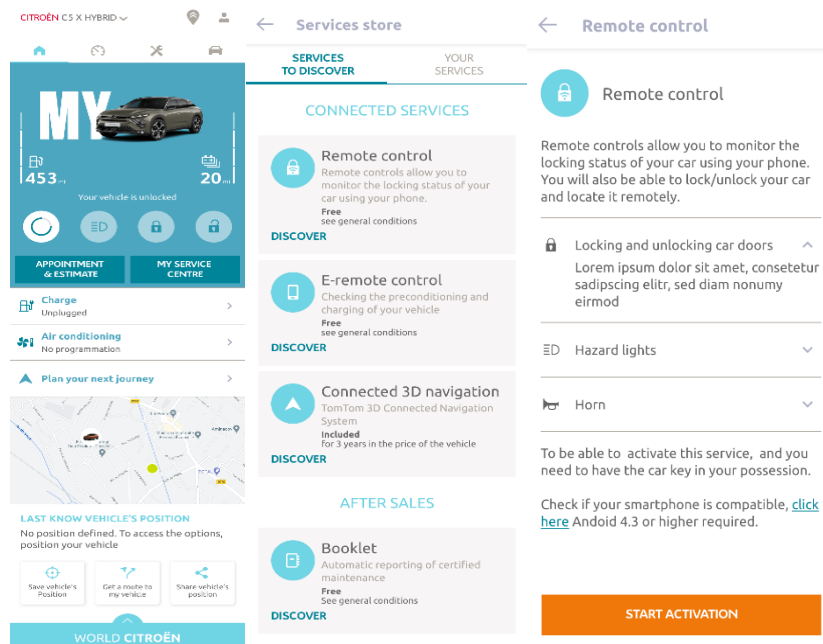 CITROËN C5 X HYBRID
MY
453
20
Your vehicle is unlocked
APPOINTMENT
& ESTIMATE
MY SERVICE
CENTRE
Charge
Unplugged
Air conditioning
No programmation
Plan your next journey
LAST KNOW VEHICLE'S POSITION
No position defined. To access the options,
position your vehicle
Save vehicle's
Position
Get a route to
my vehicle
Share vehicle's
position
WORLD CITROËN
Services store
SERVICES
TO DISCOVER
YOUR
SERVICES
CONNECTED SERVICES
Remote control
Remote controls allow you to
monitor the locking status of your
car using your phone.
Free
see general conditions
DISCOVER
E-remote control
Checking the preconditioning and
charging of your vehicle
Free
see general conditions
DISCOVER
Connected 3D navigation
TomTom 3D Connected Navigation
System
Included
for 3 years in the price of the vehicle
DISCOVER
AFTER SALES
Booklet
Automatic reporting of certified
maintenance
Free
See general conditions
DISCOVER
Remote control
Remote control
Remote controls allow you to monitor the
locking status of your car using your phone.
You will also be able to lock/unlock your car
and locate it remotely.
Locking and unlocking car doors
Lorem ipsum dolor sit amet, consetetur
sadipscing elitr, sed diam nonumy
eirmod
Hazard lights
Horn
To be able to activate this service, and you
need to have the car key in your possession.
Check if your smartphone is compatible, click
here Andoid 4.3 or higher required.
START ACTIVATION